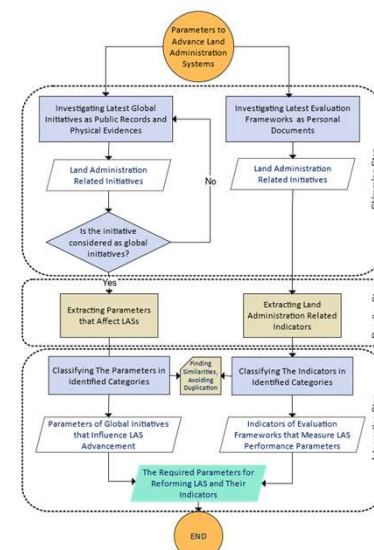 Parameters to
Advance Land
Administration
Systems
Investigating Latest Global
Initiatives as Public Records and
Physical Evidences
Investigating Latest Evaluation
Frameworks as Personal
Documents
Land Administration
Related Initiatives
Land Administration
Related Initiatives
No
Is the initiative
considered as global
initiatives?
Yes
Extracting Parameters
that Affect LASs
Extracting Land
Administration Related
Indicators
Classifying The Parameters in
Identified Categories
Finding
Similarities,
Avoiding
Duplication
Classifying The Indicators in
Identified Categories
Parameters of Global Initiatives
that Influence LAS
Advancement
Indicators of Evaluation
Frameworks that Measure LAS
Performance Parameters
The Required Parameters for
Reforming LAS and Their
Indicators
END